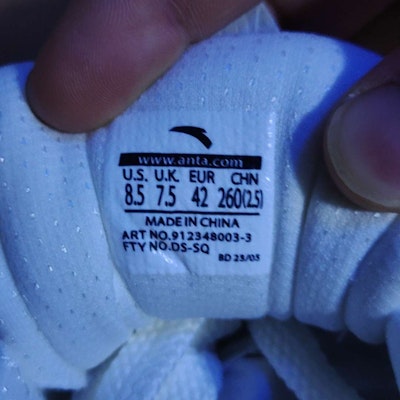 www.anta.com
U.S. U.K. EUR CHN
8.5 7.5 42 260(2.5)
MADE IN CHINA
ART NO.912348003-3
FTY NO.DS-SQ
BD 25/05